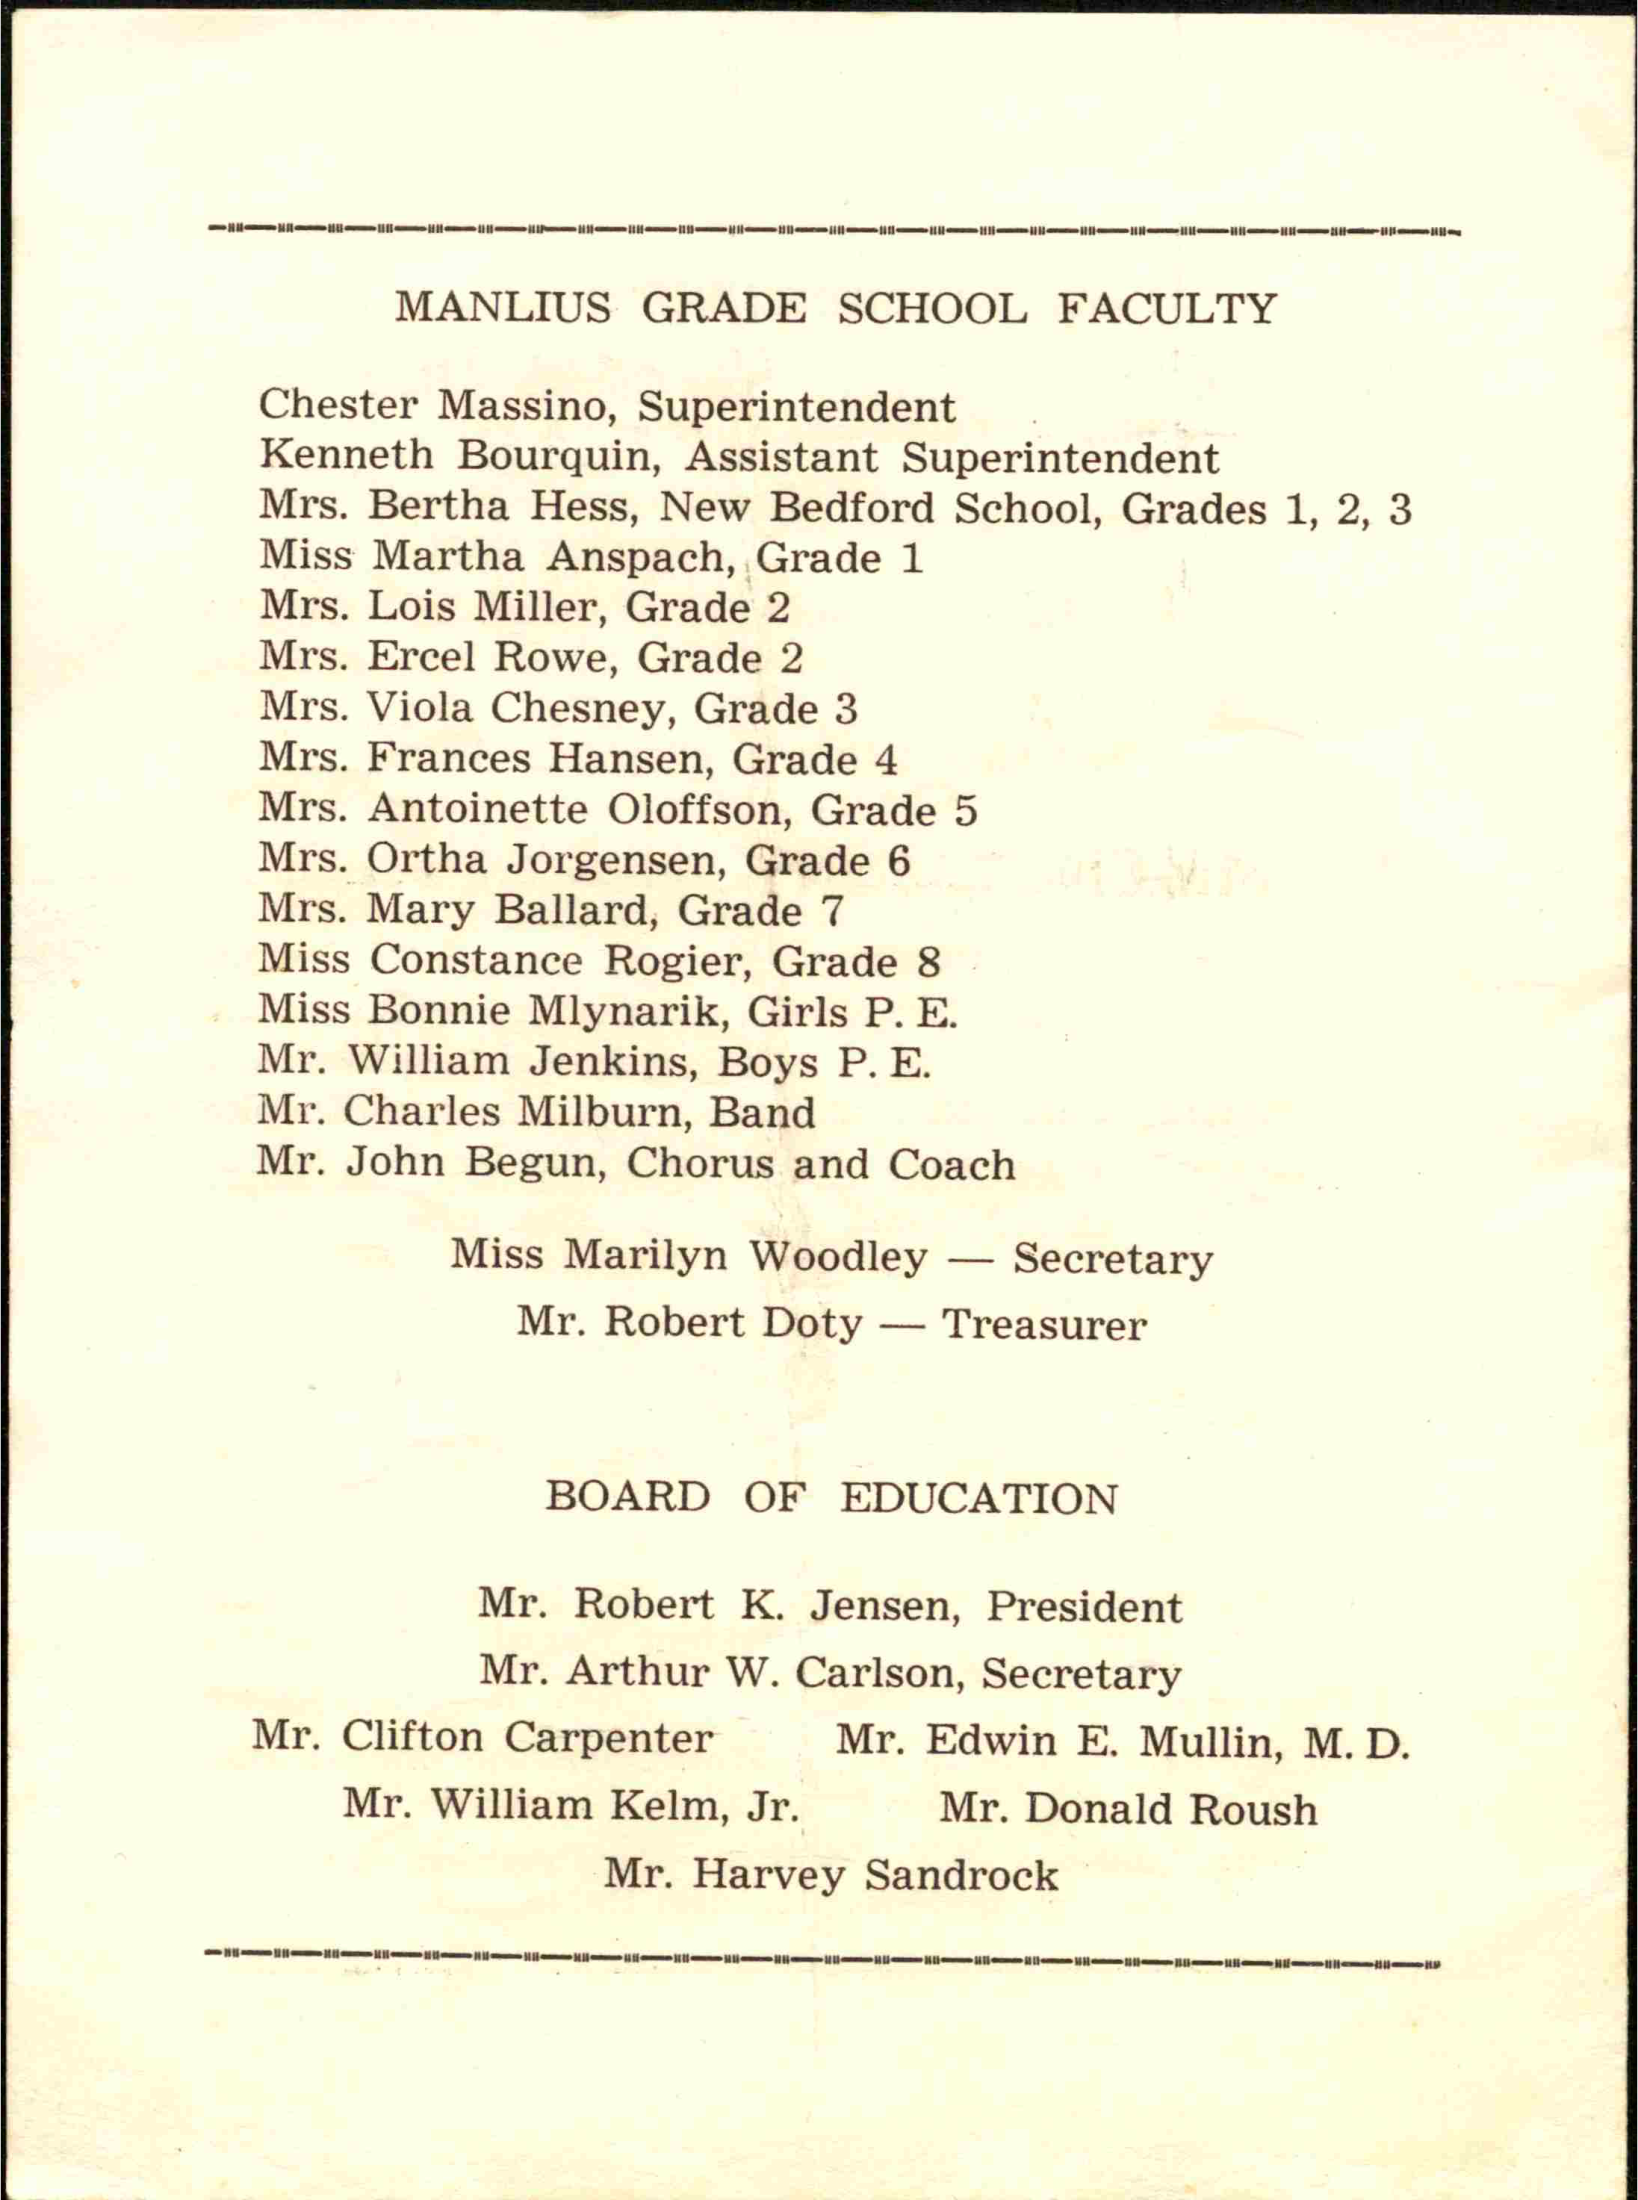 MANLIUS GRADE SCHOOL FACULTY
Chester Massino, Superintendent
Kenneth Bourquin, Assistant Superintendent
Mrs. Bertha Hess, New Bedford School, Grades 1, 2, 3
Miss Martha Anspach, Grade 1
Mrs. Lois Miller, Grade 2
Mrs. Ercel Rowe, Grade 2
Mrs. Viola Chesney, Grade 3
Mrs. Frances Hansen, Grade 4
Mrs. Antoinette Oloffson, Grade 5
Mrs. Ortha Jorgensen, Grade 6
Mrs. Mary Ballard, Grade 7
Miss Constance Rogier, Grade 8
Miss Bonnie Mlynarik, Girls P. E.
Mr. William Jenkins, Boys P. E.
Mr. Charles Milburn, Band
Mr. John Begun, Chorus and Coach
Miss Marilyn Woodley — Secretary
Mr. Robert Doty — Treasurer
BOARD OF EDUCATION
Mr. Robert K. Jensen, President
Mr. Arthur W. Carlson, Secretary
Mr. Clifton Carpenter Mr. Edwin E. Mullin, M. D.
Mr. William Kelm, Jr. Mr. Donald Roush
Mr. Harvey Sandrock